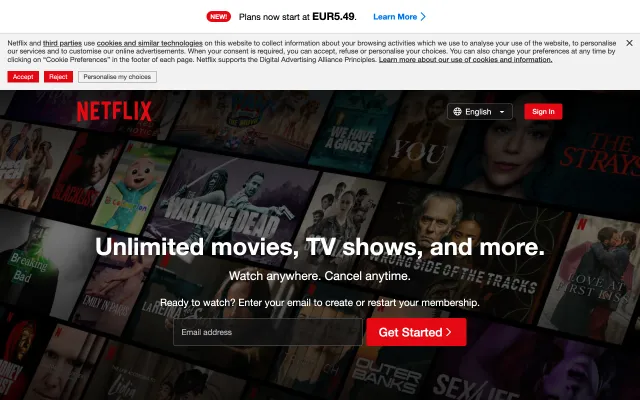 NEW! Plans now start at EUR5.49. Learn More
Netflix and third parties use cookies and similar technologies on this website to collect information about your browsing activities which we use to analyse your use of the website, to personalise
our services and to customise our online advertisements. When your consent is required, you can accept, refuse or personalise your choices. You can also change your preferences at any time by
clicking on “Cookie Preferences” in the footer of each page. Netflix supports the Digital Advertising Alliance Principles. Learn more about our use of cookies and information.
Accept Reject Personalise my choices
NETFLIX
English
Sign In
WE HAVE
A GHOST
YOU
THE
STRAYS
WALKING DEAD
Breaking
Bad
EMILY IN PARIS
WRONG SIDE OF THE TRACKS
LOVE AT
FIRST KISS
Unlimited movies, TV shows, and more.
Watch anywhere. Cancel anytime.
Ready to watch? Enter your email to create or restart your membership.
Email address
Get Started
OUTER
BANKS
SEX/LIFE